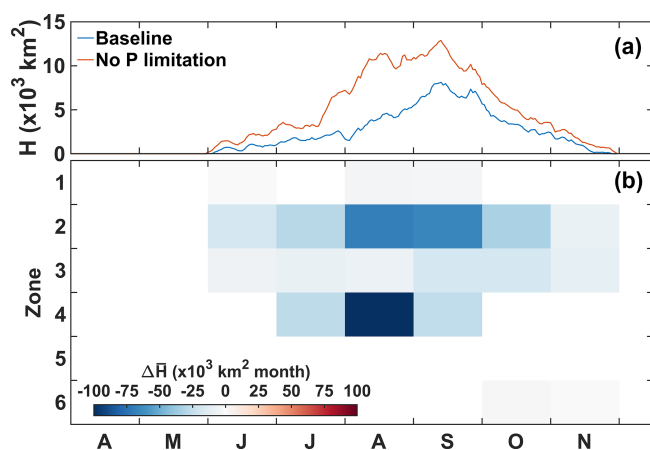 15
10
5
0
H (x10³ km²)
Baseline
No P limitation
(a)
(b)
1
2
3
4
5
6
Zone
ΔH̅ (x10³ km² month)
-100 -75 -50 -25 0 25 50 75 100
A M J J A S O N